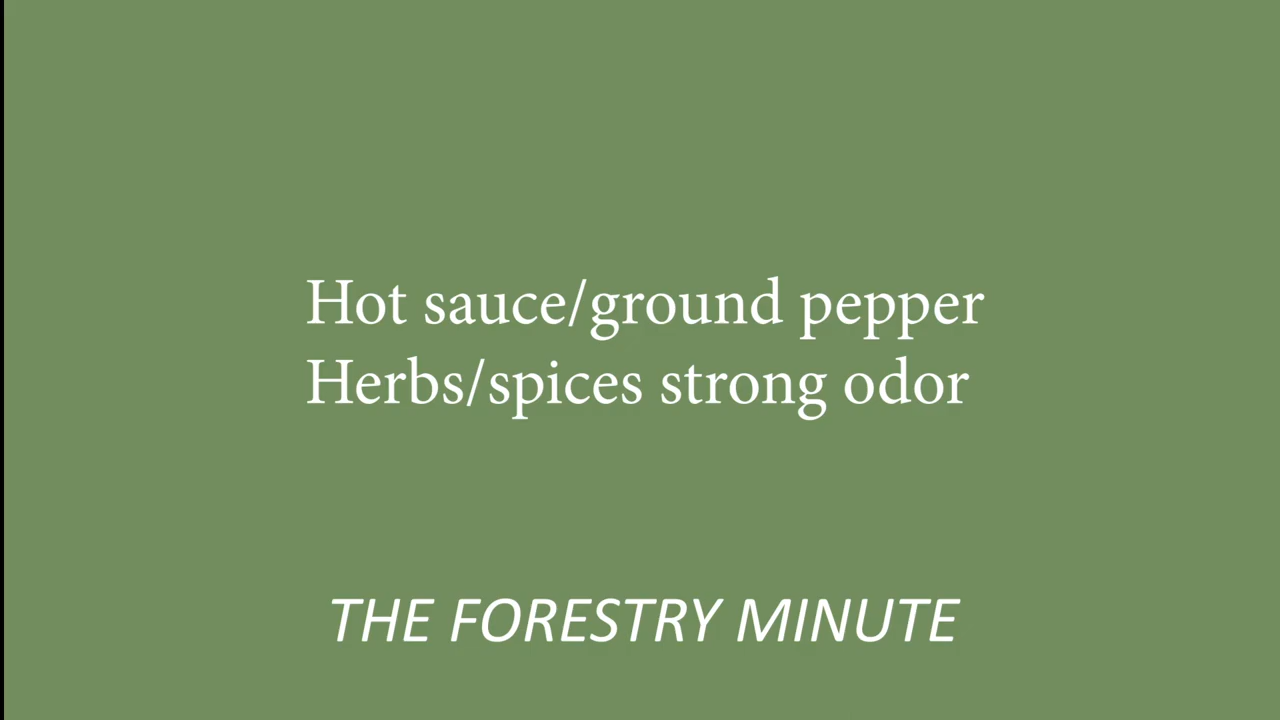 Hot sauce/ground pepper
Herbs/spices strong odor
THE FORESTRY MINUTE